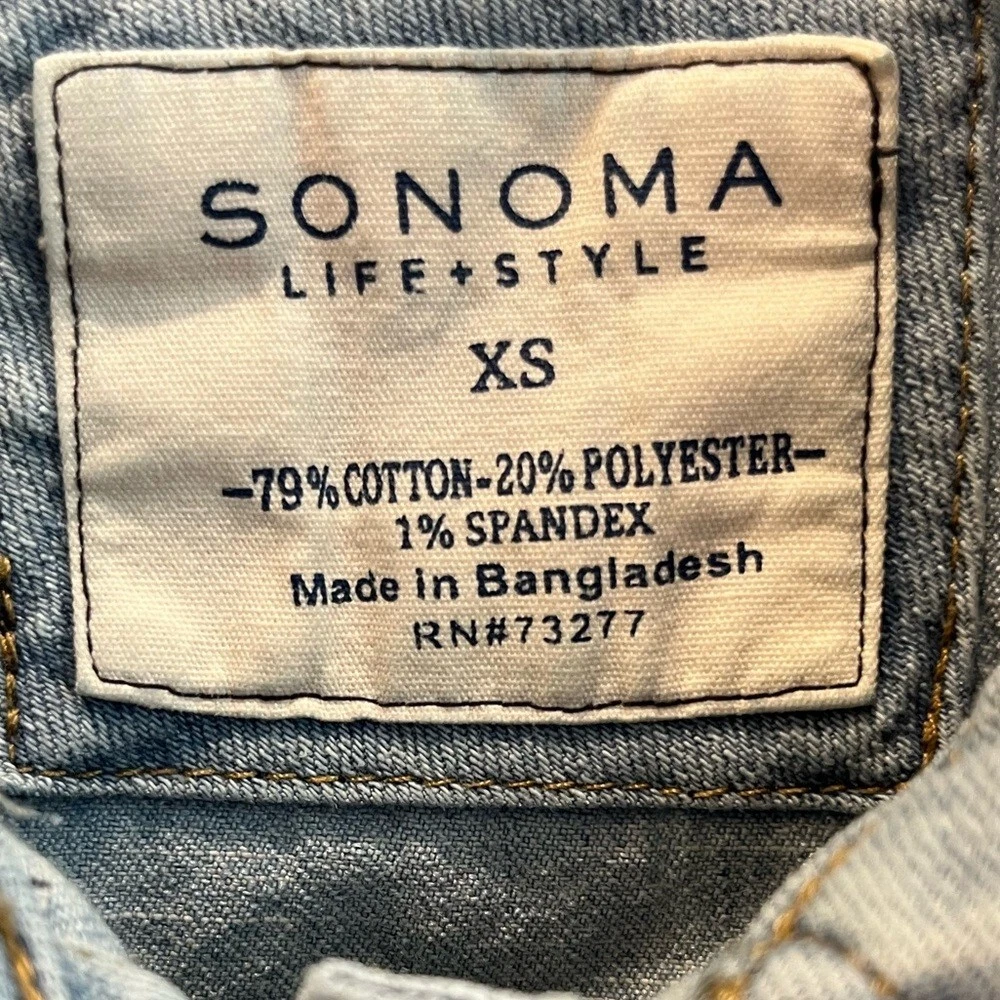 SONOMA
LIFE+STYLE
XS
-79% COTTON-20% POLYESTER-
1% SPANDEX
Made in Bangladesh
RN#73277